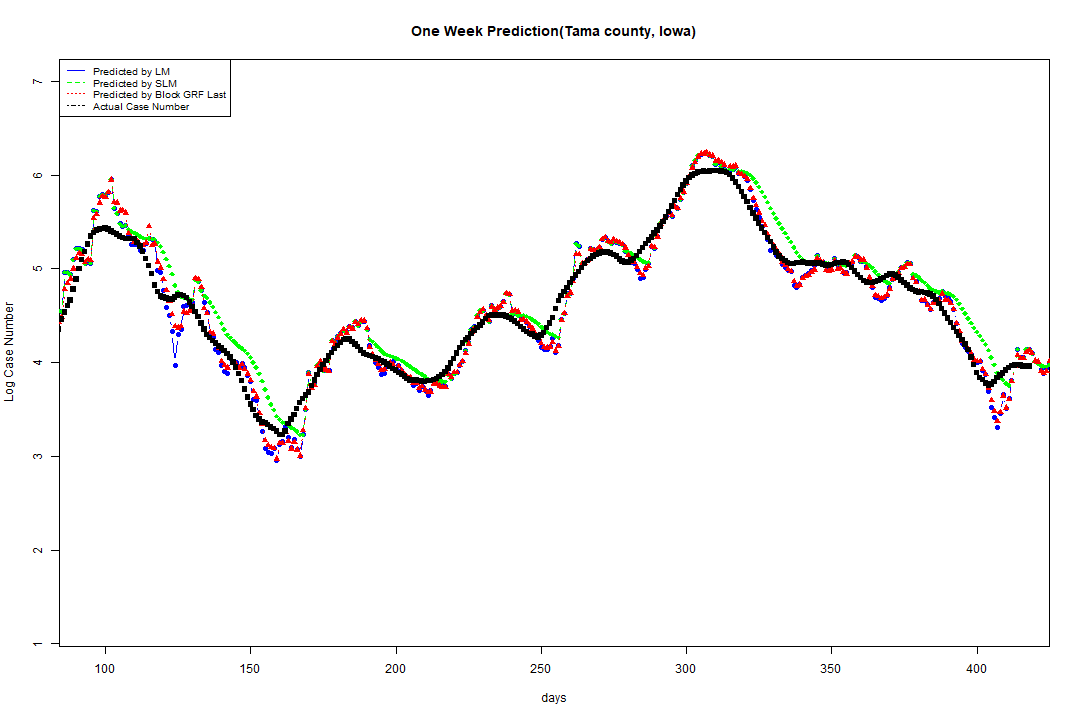 One Week Prediction(Tama county, Iowa)
Predicted by LM
Predicted by SLM
Predicted by Block GRF Last
Actual Case Number
Log Case Number
7
6
5
4
3
2
1
100 150 200 250 300 350 400
days